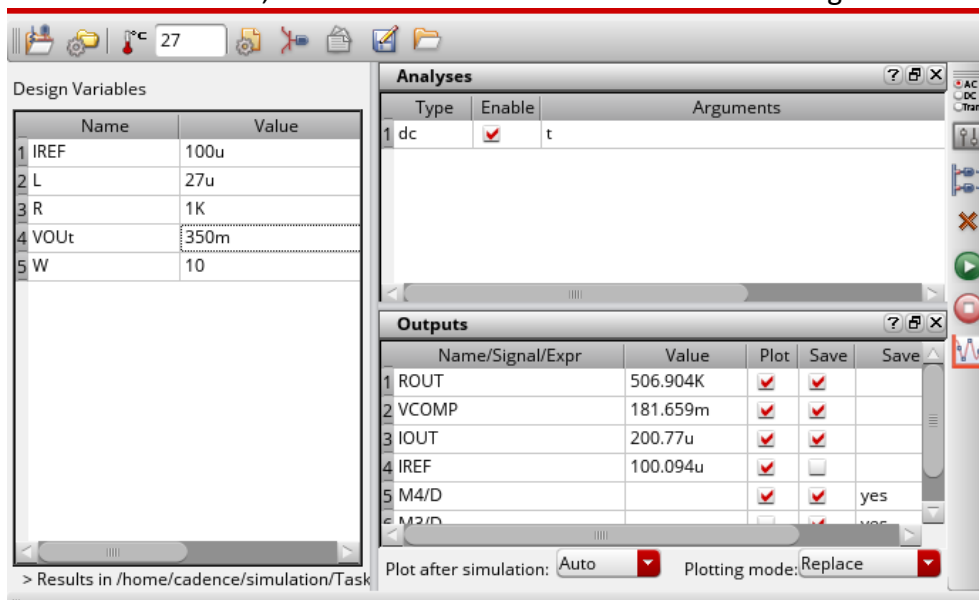 °C 27
Design Variables
Name Value
1 IREF 100u
2 L 27u
3 R 1K
4 VOUt 350m
5 W 10
> Results in /home/cadence/simulation/Task
Analyses
Type Enable Arguments
1 dc t
Outputs
Name/Signal/Expr Value Plot Save Save
1 ROUT 506.904K
2 VCOMP 181.659m
3 IOUT 200.77u
4 IREF 100.094u
5 M4/D yes
Plot after simulation: Auto Plotting mode: Replace
AC
DC
Tran